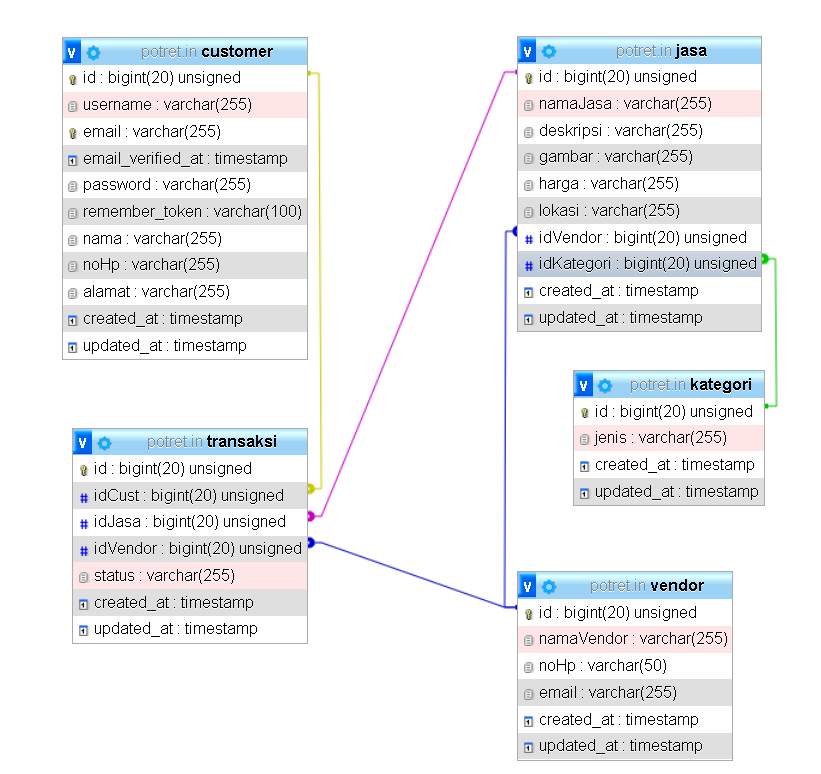 V potret.in customer
id : bigint(20) unsigned
username : varchar(255)
email : varchar(255)
email_verified_at : timestamp
password : varchar(255)
remember_token : varchar(100)
nama : varchar(255)
noHp : varchar(255)
alamat : varchar(255)
created_at : timestamp
updated_at : timestamp
V potret.in transaksi
id : bigint(20) unsigned
# idCust : bigint(20) unsigned
# idJasa : bigint(20) unsigned
# idVendor : bigint(20) unsigned
status : varchar(255)
created_at : timestamp
updated_at : timestamp
V potret.in jasa
id : bigint(20) unsigned
namaJasa : varchar(255)
deskripsi : varchar(255)
gambar : varchar(255)
harga : varchar(255)
lokasi : varchar(255)
# idVendor : bigint(20) unsigned
# idKategori : bigint(20) unsigned
created_at : timestamp
updated_at : timestamp
V potret.in kategori
id : bigint(20) unsigned
jenis : varchar(255)
created_at : timestamp
updated_at : timestamp
V potret.in vendor
id : bigint(20) unsigned
namaVendor : varchar(255)
noHp : varchar(50)
email : varchar(255)
created_at : timestamp
updated_at : timestamp